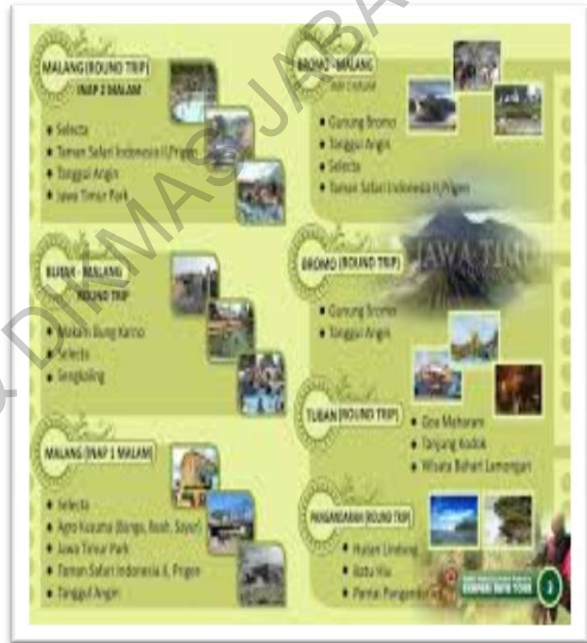 MALANG (ROUND TRIP)
INAP 2 MALAM
Selecta
Taman Safari Indonesia II, Prigen
Tanggul Angin
Jawa Timur Park
BLITAR - MALANG
ROUND TRIP
Makam Bung Karno
Selecta
Sengkaling
MALANG (INAP 1 MALAM)
Selecta
Agro Kusuma (Bunga, Buah, Sayur)
Jawa Timur Park
Taman Safari Indonesia II, Prigen
Tanggul Angin
BROMO - MALANG
Gunung Bromo
Tanggul Angin
Selecta
Taman Safari Indonesia II, Prigen
JAWA TIMUR
BROMO (ROUND TRIP)
Gunung Bromo
Tanggul Angin
TUBAN (ROUND TRIP)
Goa Maharani
Tanjung Kodok
Wisata Bahari Lamongan
PANGANDARAN (ROUND TRIP)
Hutan Lindung
Batu Hiu
Pantai Pangandaran
3
DIKMAS JABA